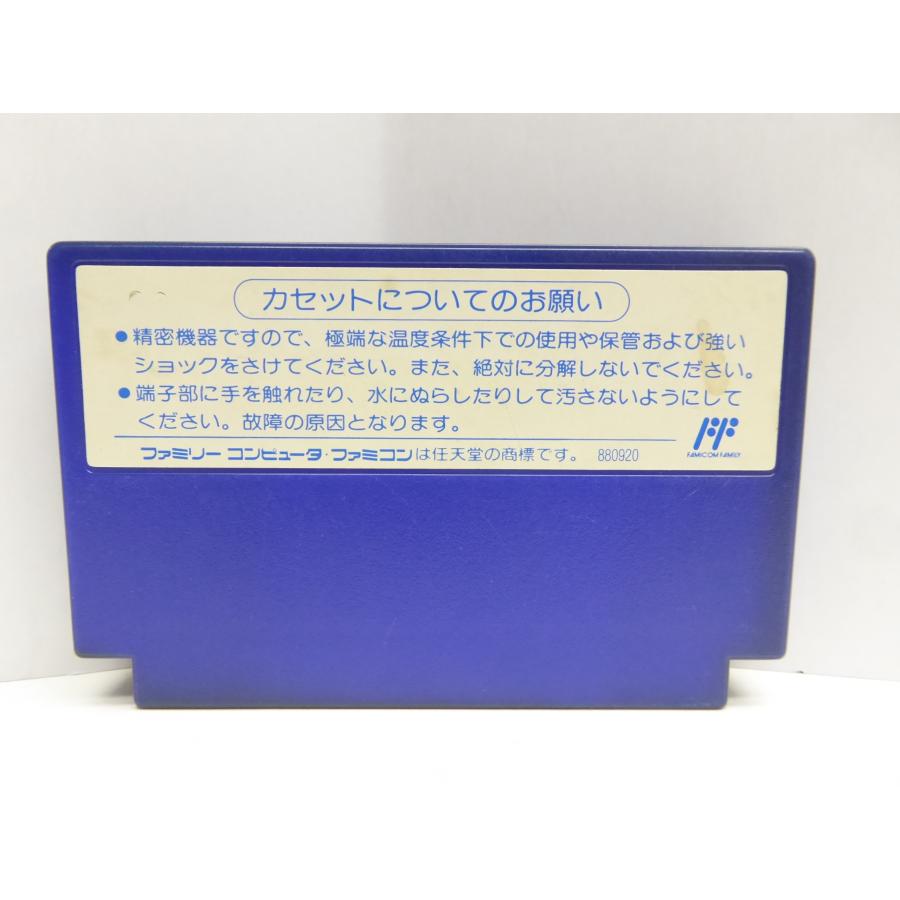 カセットについてのお願い
●精密機器ですので、極端な温度条件下での使用や保管および強い
ショックをさけてください。また、絶対に分解しないでください。
●端子部に手を触れたり、水にぬらしたりして汚さないようにして
ください。故障の原因となります。
FAMICOM FAMILY
ファミリー コンピュータ・ファミコンは任天堂の商標です。 880920